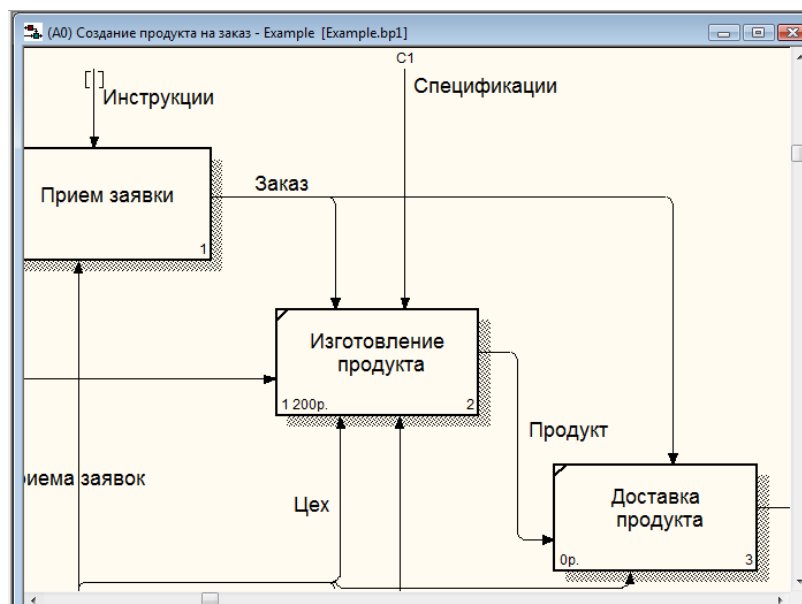 (A0) Создание продукта на заказ - Example [Example.bp1]
C1
[ ] Инструкции
Спецификации
Прием заявки
1
Заказ
Изготовление
продукта
1 200р.
2
Продукт
риема заявок
Цех
Доставка
продукта
0р.
3